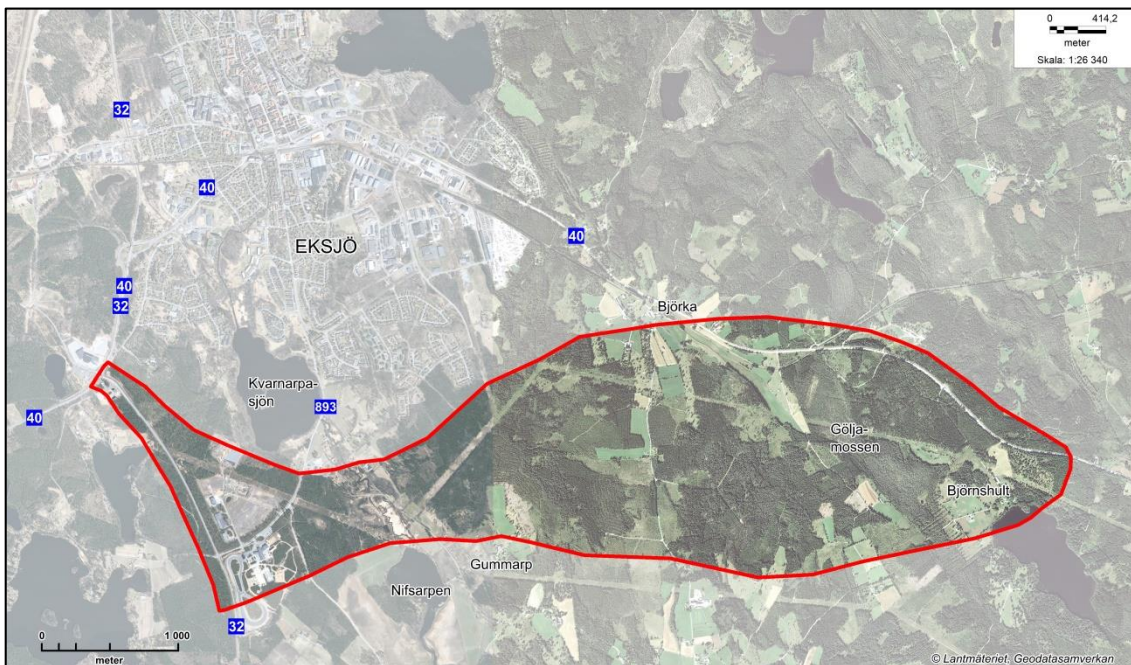 0 414,2
meter
Skala: 1:26 340
32
40
EKSJÖ
40
40
32
Björka
Kvarnarpa-
sjön
893
40
Gölja-
mossen
Björnshult
Gummarp
Nifsarpen
32
0 1 000
meter
© Lantmäteriet, Geodatasamverkan